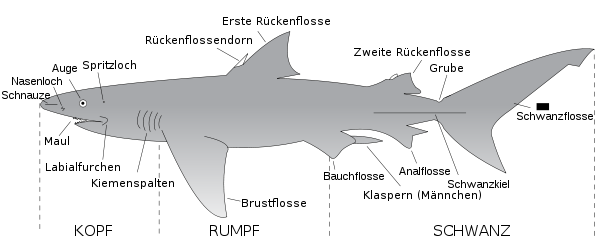 Erste Rückenflosse
Rückenflossendorn
Zweite Rückenflosse
Auge
Spritzloch
Grube
Nasenloch
Schnauze
Schwanzflosse
Maul
Labialfurchen
Kiemenspalten
Bauchflosse
Analflosse
Schwanzkiel
Klaspern (Männchen)
Brustflosse
KOPF
RUMPF
SCHWANZ